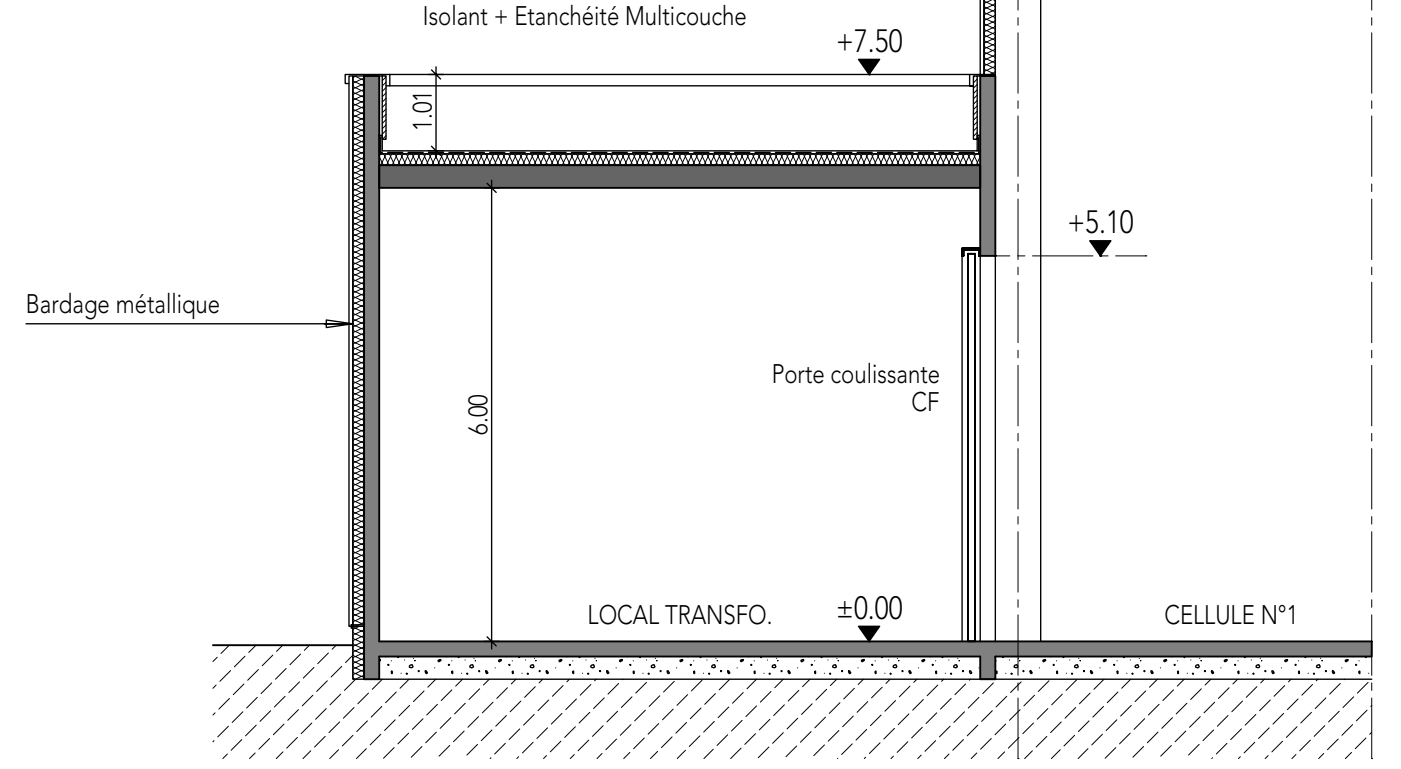 Isolant + Etanchéité Multicouche
+7.50
1.01
+5.10
Bardage métallique
Porte coulissante
CF
6.00
LOCAL TRANSFO.
±0.00
CELLULE N°1